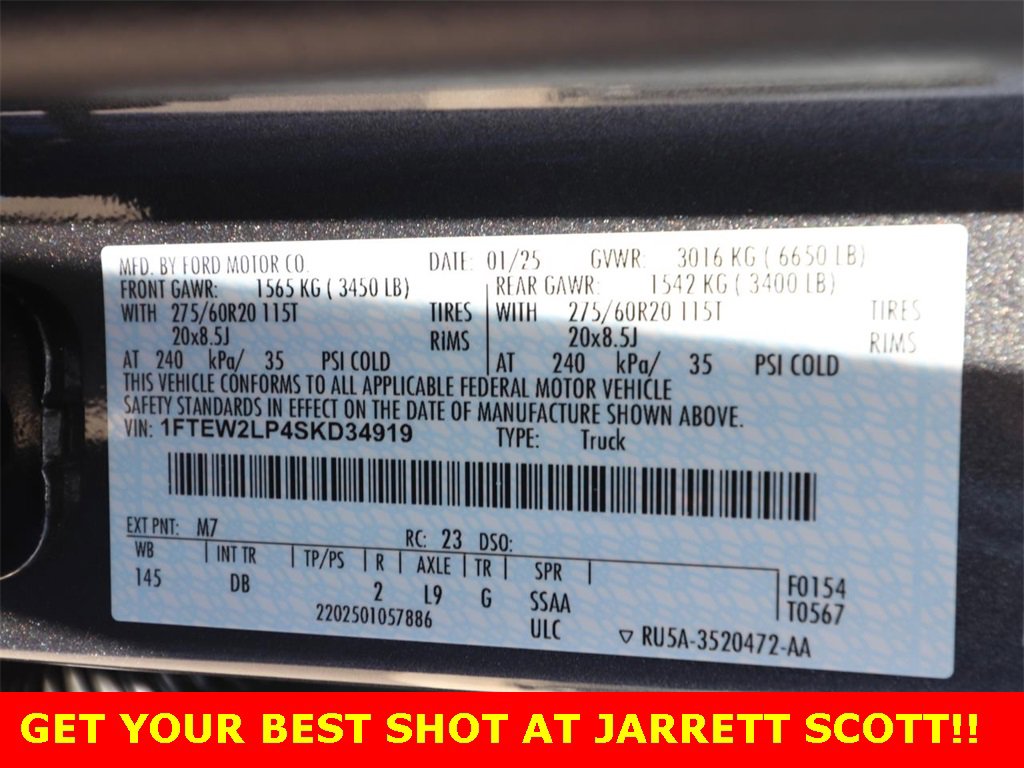 MFD. BY FORD MOTOR CO. DATE: 01/25 GVWR: 3016 KG ( 6650 LB)
FRONT GAWR: 1565 KG ( 3450 LB) REAR GAWR: 1542 KG ( 3400 LB)
WITH 275/60R20 115T TIRES WITH 275/60R20 115T TIRES
20x8.5J RIMS 20x8.5J RIMS
AT 240 kPa/ 35 PSI COLD AT 240 kPa/ 35 PSI COLD
THIS VEHICLE CONFORMS TO ALL APPLICABLE FEDERAL MOTOR VEHICLE
SAFETY STANDARDS IN EFFECT ON THE DATE OF MANUFACTURE SHOWN ABOVE.
VIN: 1FTEW2LP4SKD34919 TYPE: Truck
EXT PNT: M7 RC: 23 DSO:
WB INT TR TP/PS R AXLE TR SPR
145 DB 2 L9 G SSAA F0154
2202501057886 ULC T0567
▽ RU5A-3520472-AA
GET YOUR BEST SHOT AT JARRETT SCOTT!!